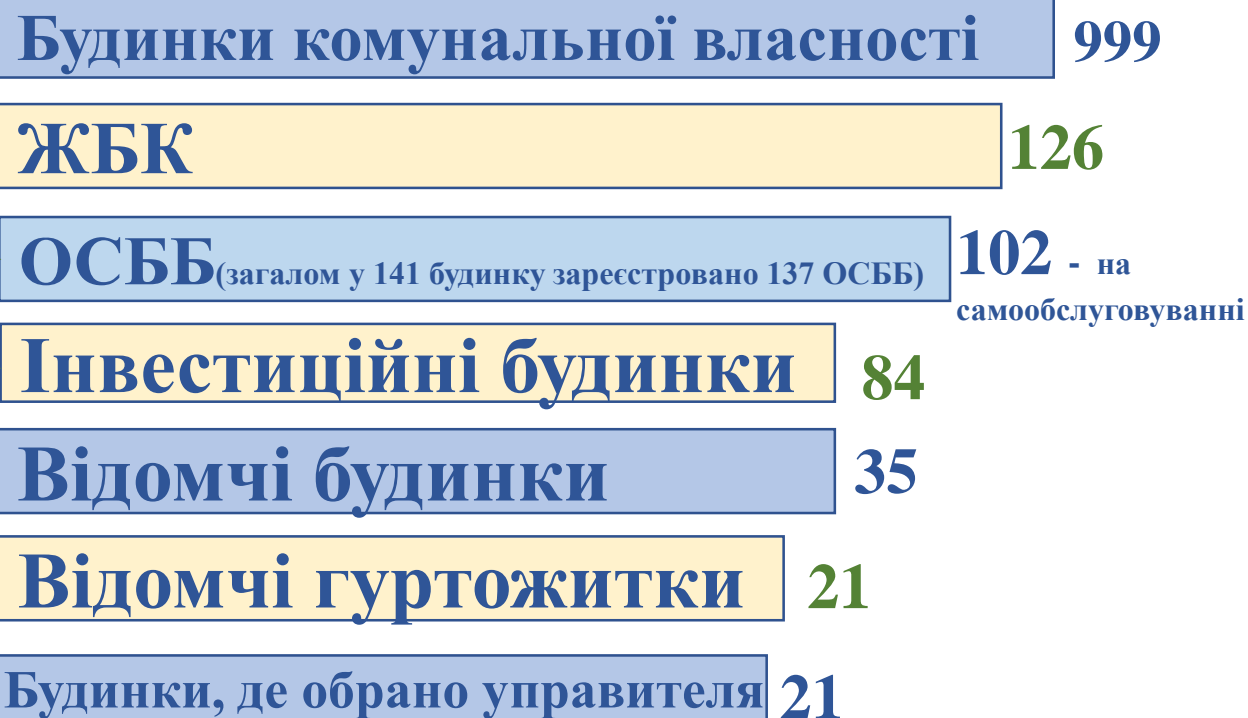 Будинки комунальної власності 999
ЖБК 126
ОСББ(загалом у 141 будинку зареєстровано 137 ОСББ) 102 - на
самообслуговуванні
Інвестиційні будинки 84
Відомчі будинки 35
Відомчі гуртожитки 21
Будинки, де обрано управителя 21